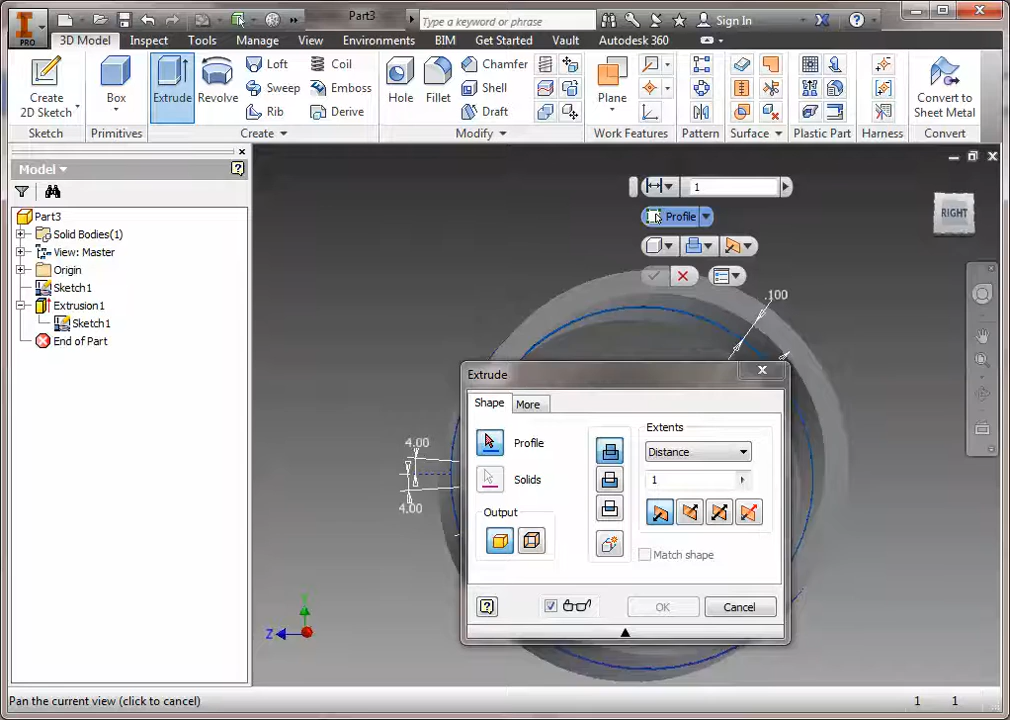 Part3
Type a keyword or phrase
Sign In
PRO
3D Model
Inspect
Tools
Manage
View
Environments
BIM
Get Started
Vault
Autodesk 360
Create
2D Sketch
Box
Extrude
Revolve
Loft
Sweep
Rib
Coil
Emboss
Derive
Hole
Fillet
Chamfer
Shell
Draft
Plane
Convert to
Sheet Metal
Sketch
Primitives
Create
Modify
Work Features
Pattern
Surface
Plastic Part
Harness
Convert
Model
Part3
Solid Bodies(1)
View: Master
Origin
Sketch1
Extrusion1
Sketch1
End of Part
1
Profile
RIGHT
.100
4.00
4.00
Y
Z
Extrude
Shape
More
Profile
Solids
Output
Extents
Distance
1
Match shape
OK
Cancel
Pan the current view (click to cancel)
1
1